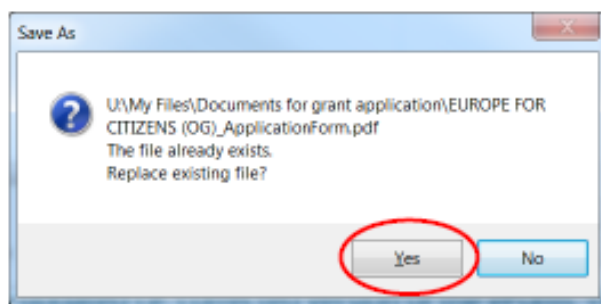 Save As
U:\My Files\Documents for grant application\EUROPE FOR
CITIZENS (OG)_ApplicationForm.pdf
The file already exists.
Replace existing file?
Yes
No